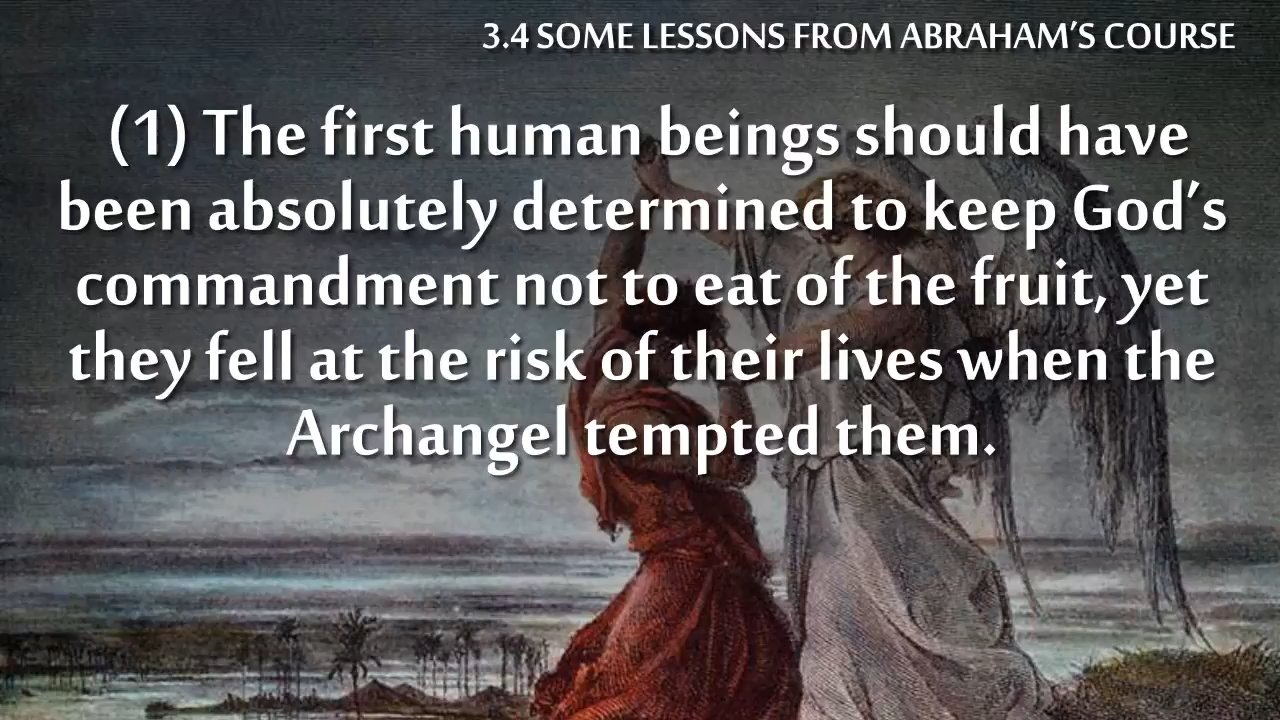 3.4 SOME LESSONS FROM ABRAHAM’S COURSE
(1) The first human beings should have
been absolutely determined to keep God’s
commandment not to eat of the fruit, yet
they fell at the risk of their lives when the
Archangel tempted them.